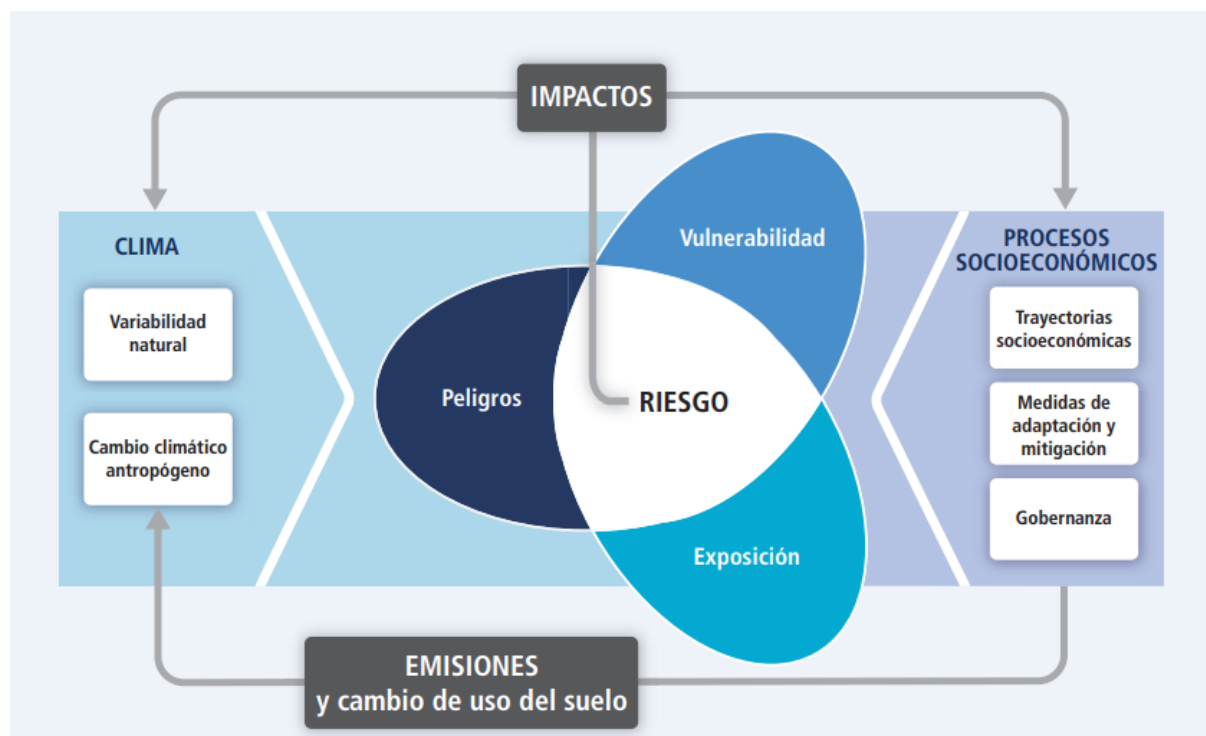 IMPACTOS
CLIMA
Variabilidad
natural
Cambio climático
antropógeno
Peligros
Vulnerabilidad
RIESGO
Exposición
PROCESOS
SOCIOECONÓMICOS
Trayectorias
socioeconómicas
Medidas de
adaptación y
mitigación
Gobernanza
EMISIONES
y cambio de uso del suelo